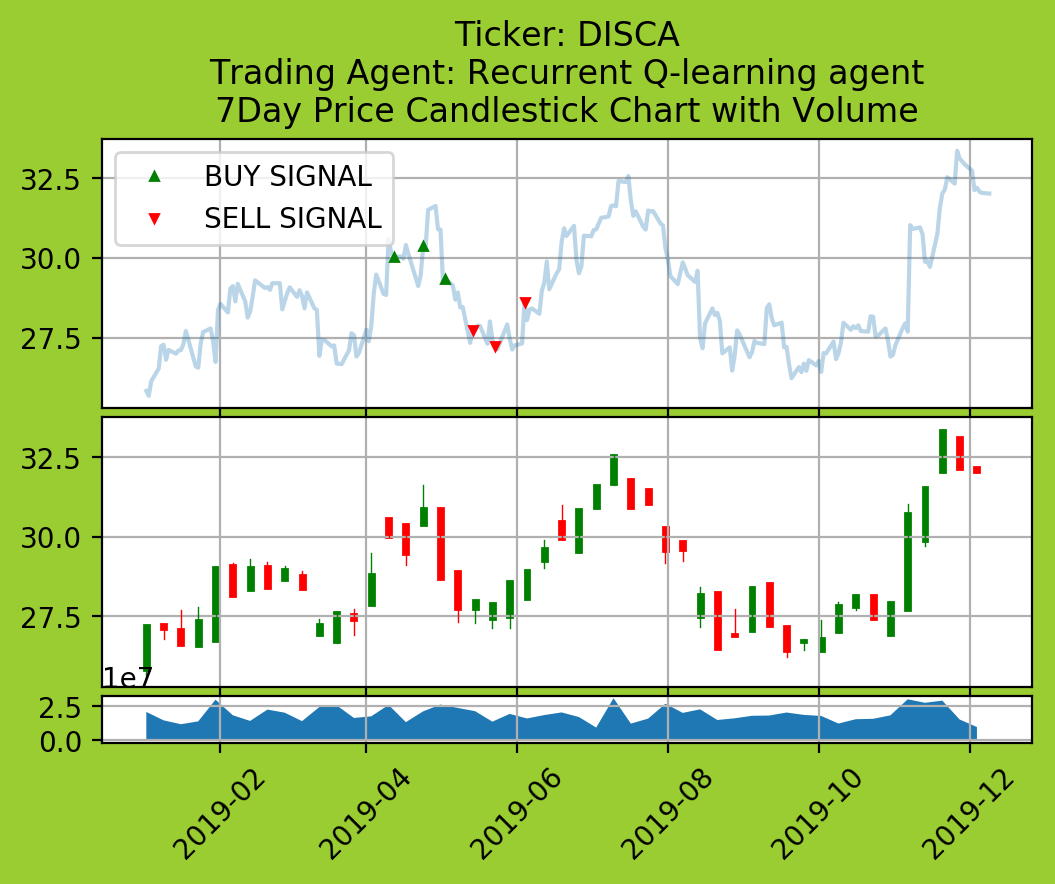 Ticker: DISCA
Trading Agent: Recurrent Q-learning agent
7Day Price Candlestick Chart with Volume
BUY SIGNAL
SELL SIGNAL
32.5
30.0
27.5
32.5
30.0
27.5
1e7
2.5
0.0
2019-02
2019-04
2019-06
2019-08
2019-10
2019-12